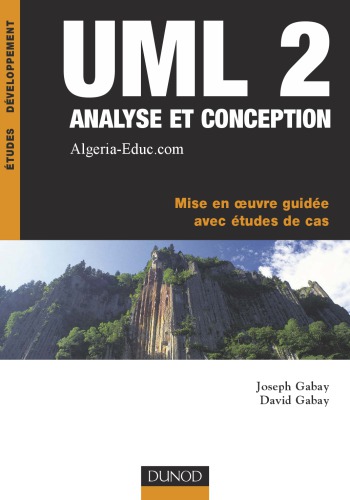 ÉTUDES DÉVELOPPEMENT
UML 2
ANALYSE ET CONCEPTION
Algeria-Educ.com
Mise en œuvre guidée
avec études de cas
Joseph Gabay
David Gabay
DUNOD